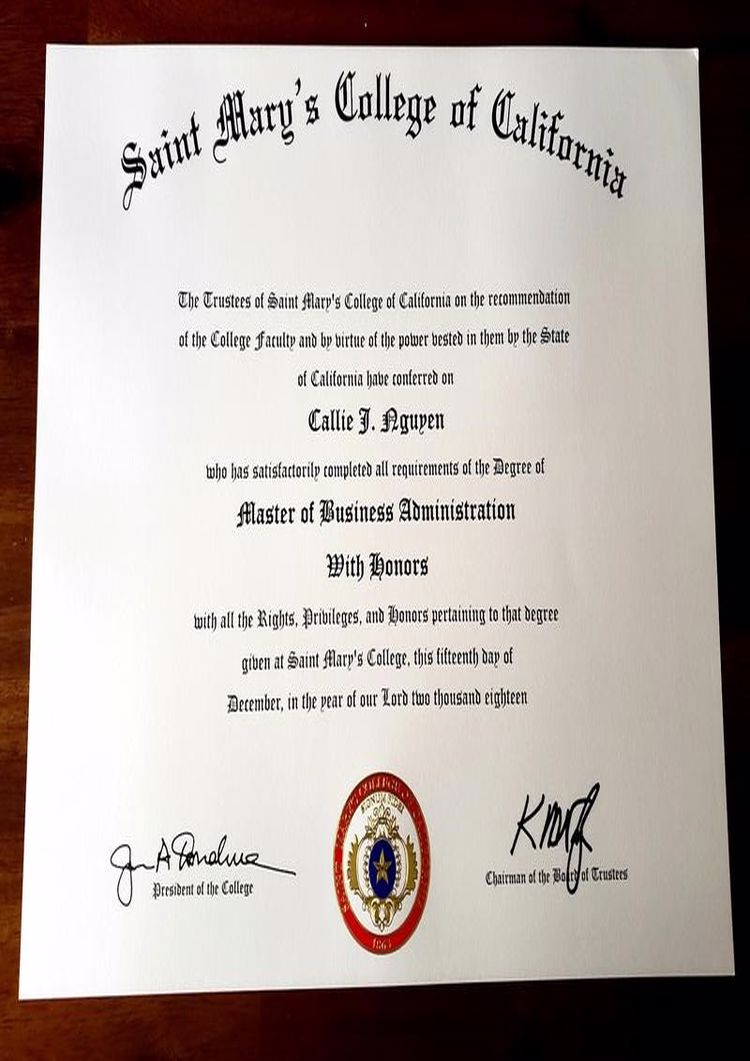 Saint Mary's College of California
The Trustees of Saint Mary's College of California on the recommendation
of the College Faculty and by virtue of the power vested in them by the State
of California have conferred on
Callie J. Nguyen
who has satisfactorily completed all requirements of the Degree of
Master of Business Administration
With Honors
with all the Rights, Privileges, and Honors pertaining to that degree
given at Saint Mary's College, this fifteenth day of
December, in the year of our Lord two thousand eighteen
President of the College
Chairman of the Board of Trustees
1863